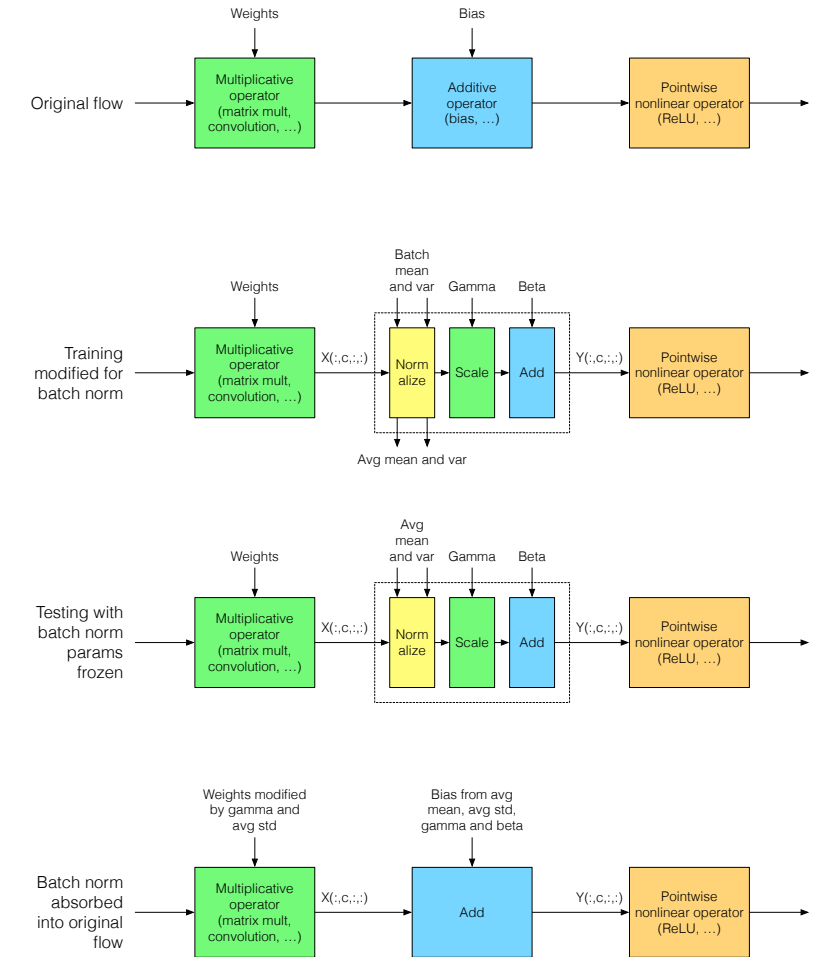 Weights
Bias
Original flow
Multiplicative
operator
(matrix mult,
convolution, …)
Additive
operator
(bias, …)
Pointwise
nonlinear operator
(ReLU, …)
Weights
Batch
mean
and var
Gamma
Beta
Training
modified for
batch norm
Multiplicative
operator
(matrix mult,
convolution, …)
X(:,c,:,:)
Norm
alize
Scale
Add
Y(:,c,:,:)
Pointwise
nonlinear operator
(ReLU, …)
Avg mean and var
Weights
Avg
mean
and var
Gamma
Beta
Testing with
batch norm
params
frozen
Multiplicative
operator
(matrix mult,
convolution, …)
X(:,c,:,:)
Norm
alize
Scale
Add
Y(:,c,:,:)
Pointwise
nonlinear operator
(ReLU, …)
Weights modified
by gamma and
avg std
Bias from avg
mean, avg std,
gamma and beta
Batch norm
absorbed
into original
flow
Multiplicative
operator
(matrix mult,
convolution, …)
X(:,c,:,:)
Add
Y(:,c,:,:)
Pointwise
nonlinear operator
(ReLU, …)